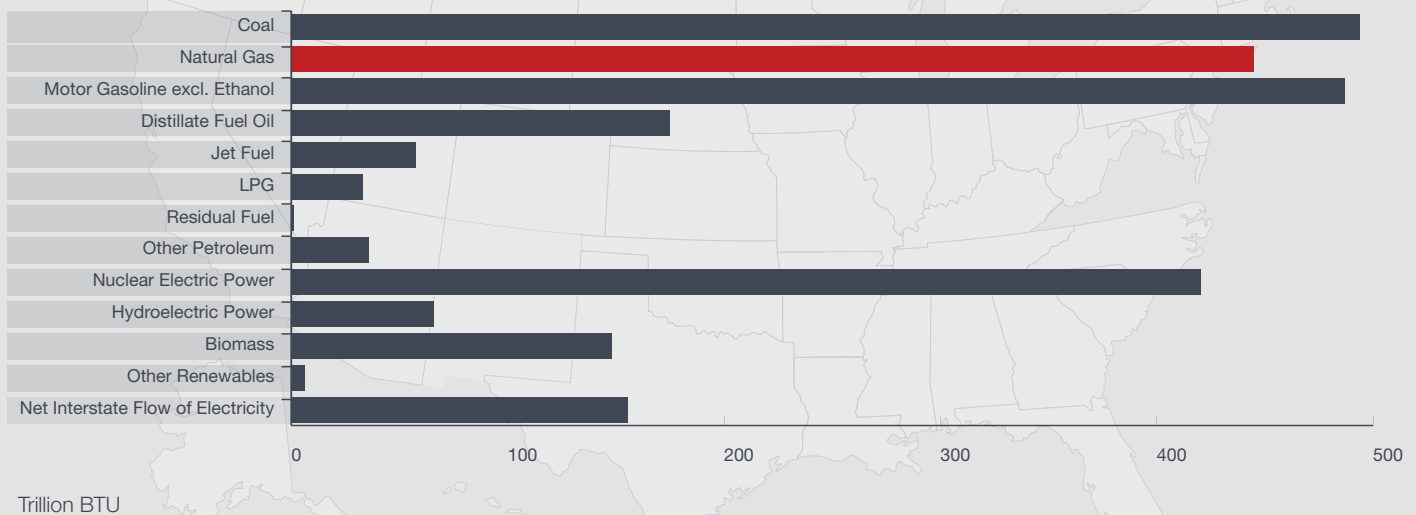 Coal
Natural Gas
Motor Gasoline excl. Ethanol
Distillate Fuel Oil
Jet Fuel
LPG
Residual Fuel
Other Petroleum
Nuclear Electric Power
Hydroelectric Power
Biomass
Other Renewables
Net Interstate Flow of Electricity
0 100 200 300 400 500
Trillion BTU